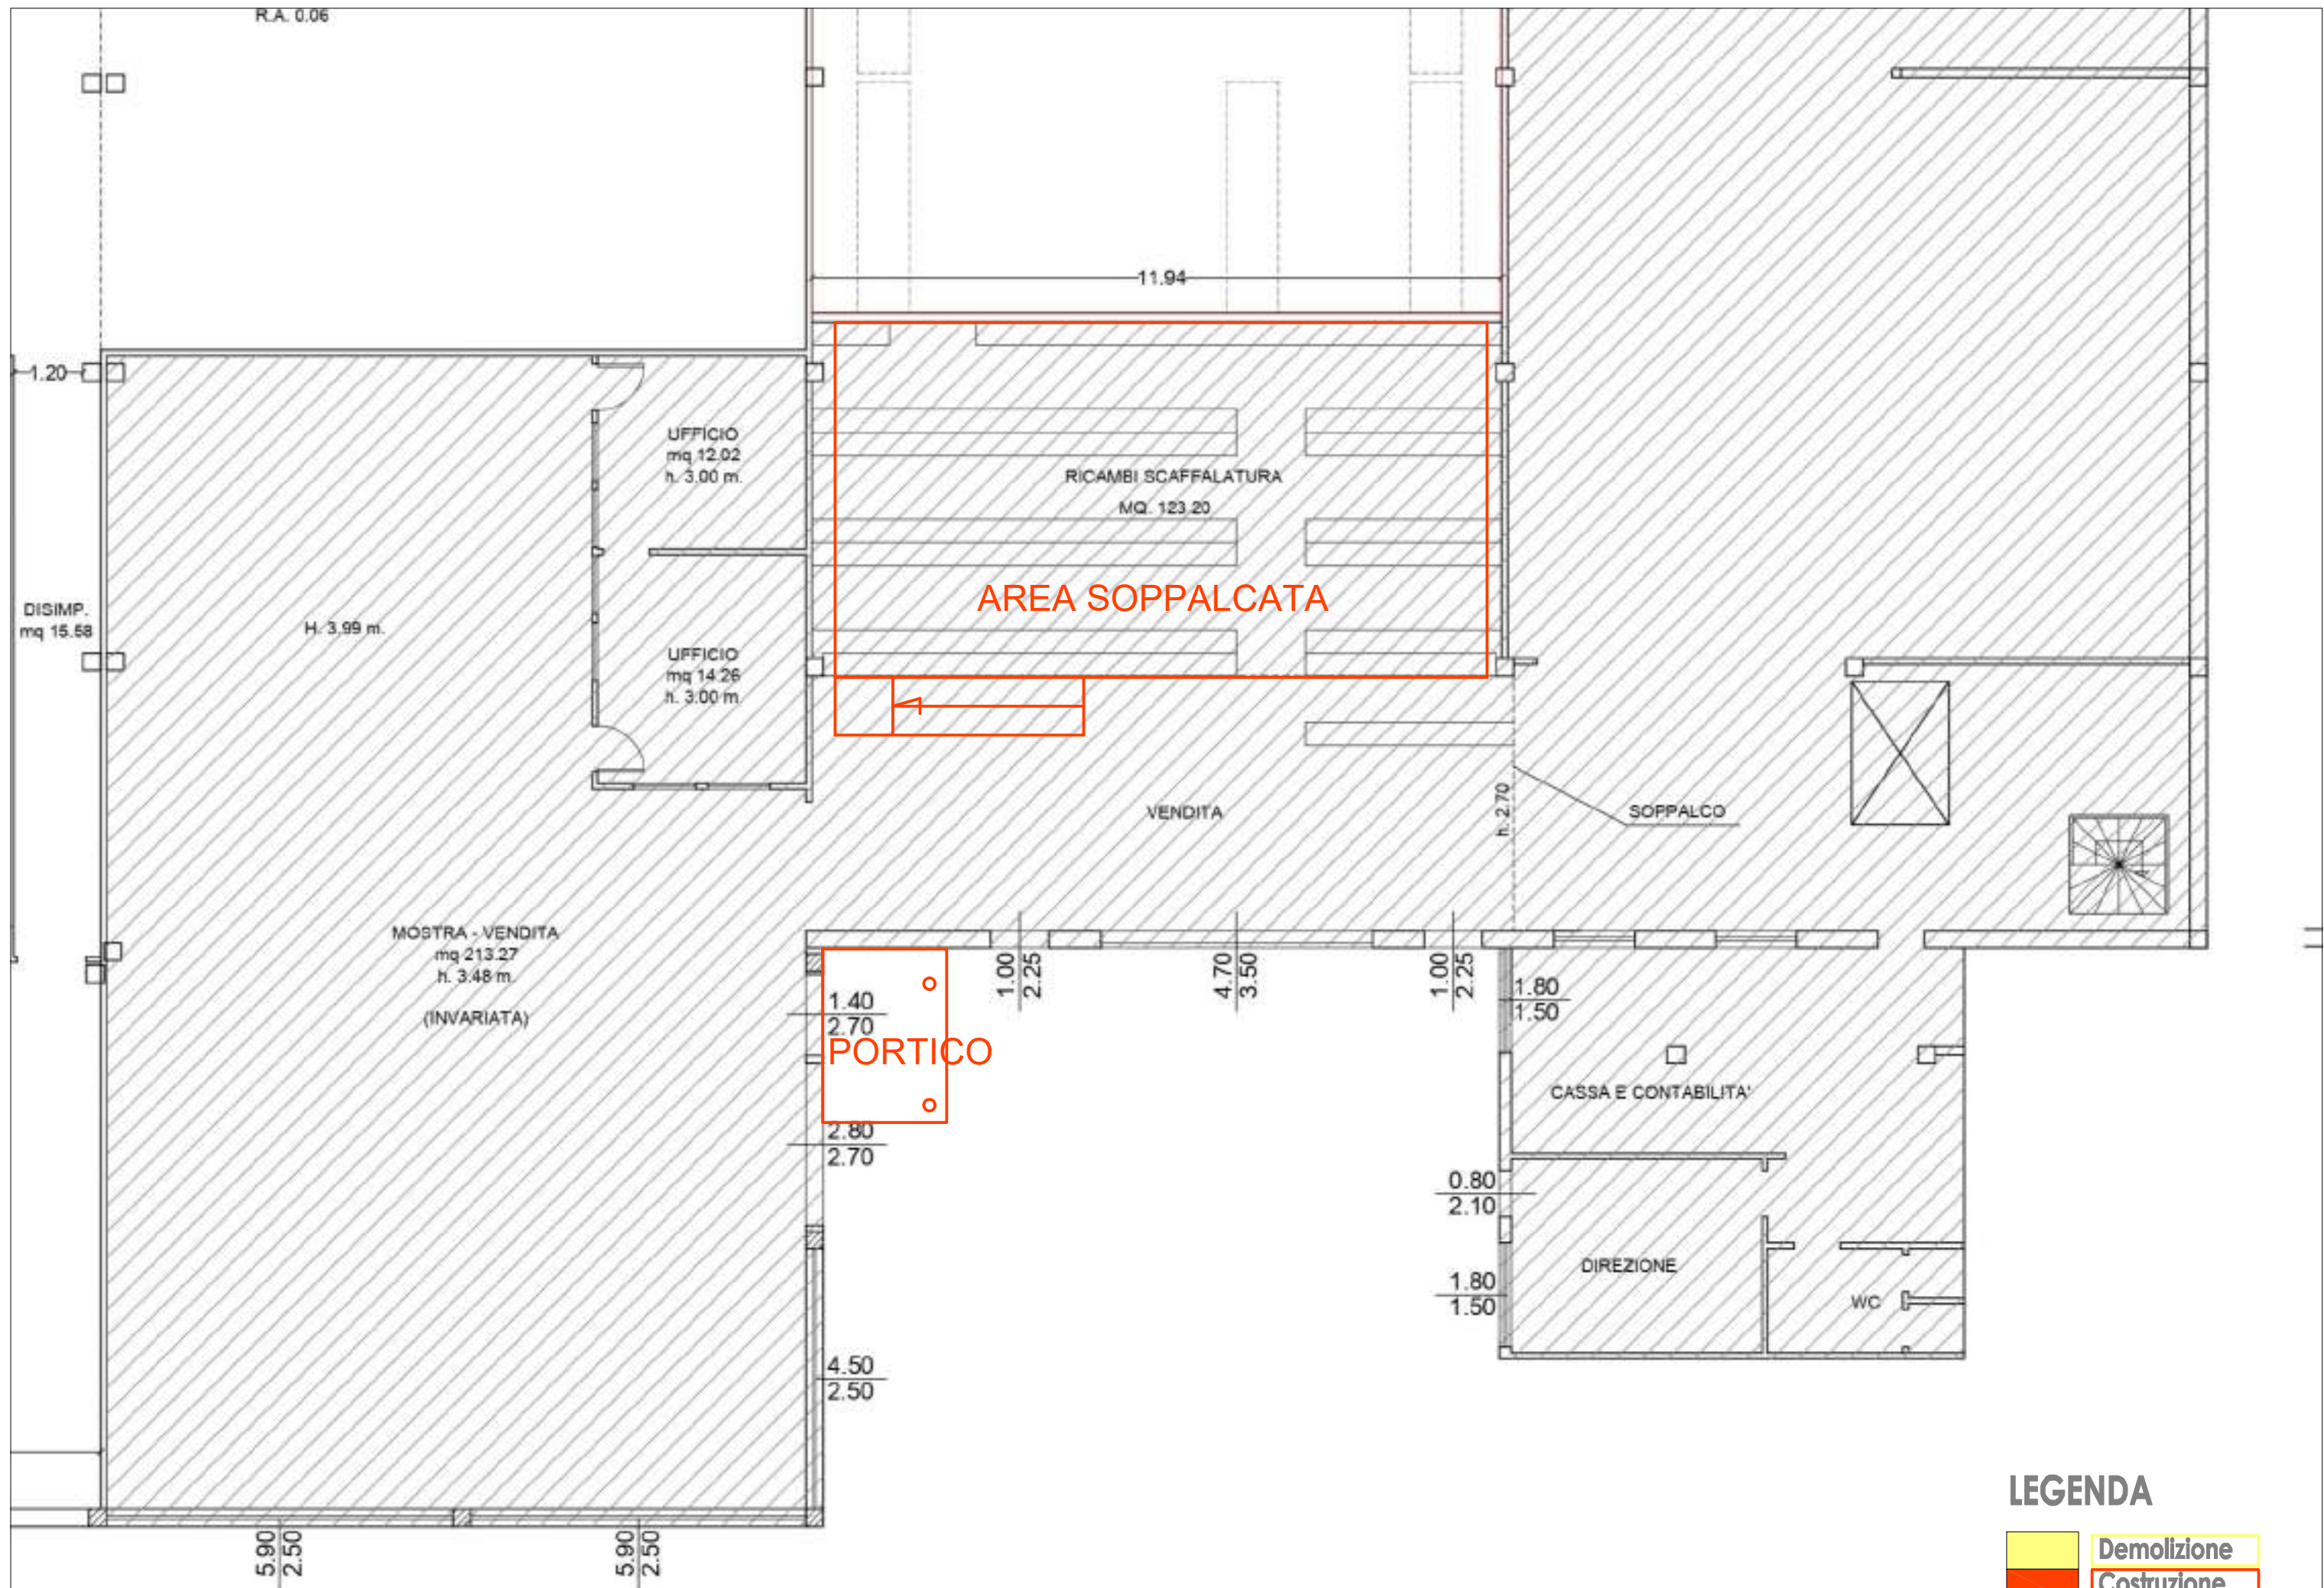 R.A. 0.06
11.94
1.20
UFFICIO
mq 12.02
h. 3.00 m.
RICAMBI SCAFFALATURA
MQ. 123.20
AREA SOPPALCATA
DISIMP.
mq 15.58
H. 3.99 m.
UFFICIO
mq 14.26
h. 3.00 m.
VENDITA
h. 2.70
SOPPALCO
MOSTRA - VENDITA
mq 213.27
h. 3.48 m.
(INVARIATA)
1.00
2.25
4.70
3.50
1.00
2.25
1.40
2.70
PORTICO
1.80
1.50
CASSA E CONTABILITA'
2.80
2.70
0.80
2.10
DIREZIONE
1.80
1.50
WC
4.50
2.50
5.90
2.50
5.90
2.50
LEGENDA
Demolizione
Costruzione